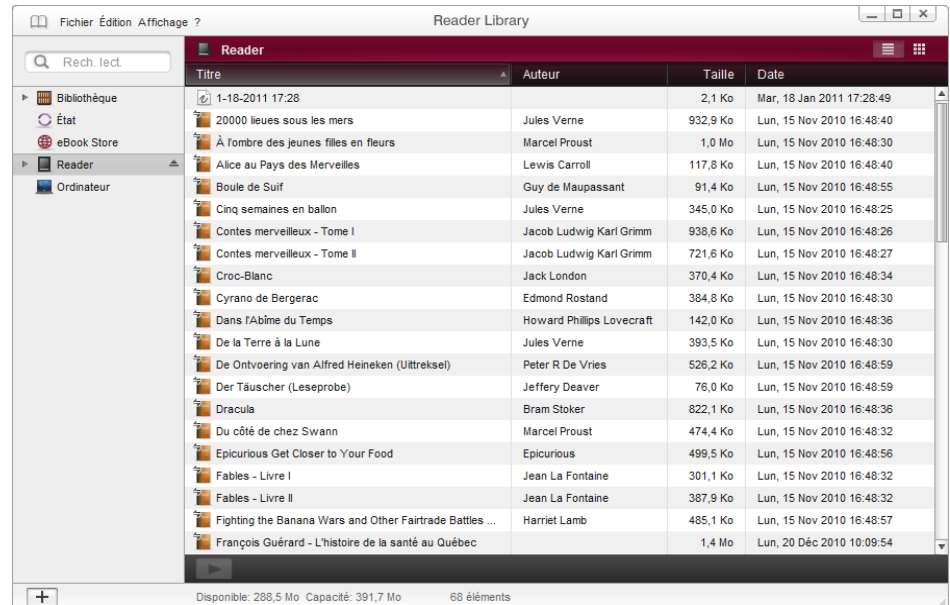 Reader Library
Fichier Édition Affichage ?
Rech. lect.
Bibliothèque
État
eBook Store
Reader
Ordinateur
Reader
Titre Auteur Taille Date
1-18-2011 17:28 2,1 Ko Mar, 18 Jan 2011 17:28:49
20000 lieues sous les mers Jules Verne 932,9 Ko Lun, 15 Nov 2010 16:48:40
À l'ombre des jeunes filles en fleurs Marcel Proust 1,0 Mo Lun, 15 Nov 2010 16:48:30
Alice au Pays des Merveilles Lewis Carroll 117,8 Ko Lun, 15 Nov 2010 16:48:40
Boule de Suif Guy de Maupassant 91,4 Ko Lun, 15 Nov 2010 16:48:55
Cinq semaines en ballon Jules Verne 345,0 Ko Lun, 15 Nov 2010 16:48:25
Contes merveilleux - Tome I Jacob Ludwig Karl Grimm 938,6 Ko Lun, 15 Nov 2010 16:48:26
Contes merveilleux - Tome II Jacob Ludwig Karl Grimm 721,6 Ko Lun, 15 Nov 2010 16:48:27
Croc-Blanc Jack London 370,4 Ko Lun, 15 Nov 2010 16:48:34
Cyrano de Bergerac Edmond Rostand 384,8 Ko Lun, 15 Nov 2010 16:48:30
Dans l'Abîme du Temps Howard Phillips Lovecraft 142,0 Ko Lun, 15 Nov 2010 16:48:36
De la Terre à la Lune Jules Verne 393,5 Ko Lun, 15 Nov 2010 16:48:30
De Ontvoering van Alfred Heineken (Uittreksel) Peter R De Vries 526,2 Ko Lun, 15 Nov 2010 16:48:59
Der Täuscher (Leseprobe) Jeffery Deaver 76,0 Ko Lun, 15 Nov 2010 16:48:59
Dracula Bram Stoker 822,1 Ko Lun, 15 Nov 2010 16:48:36
Du côté de chez Swann Marcel Proust 474,4 Ko Lun, 15 Nov 2010 16:48:32
Epicurious Get Closer to Your Food Epicurious 499,5 Ko Lun, 15 Nov 2010 16:48:56
Fables - Livre I Jean La Fontaine 301,1 Ko Lun, 15 Nov 2010 16:48:32
Fables - Livre II Jean La Fontaine 387,9 Ko Lun, 15 Nov 2010 16:48:32
Fighting the Banana Wars and Other Fairtrade Battles ... Harriet Lamb 485,1 Ko Lun, 15 Nov 2010 16:48:57
François Guérard - L'histoire de la santé au Québec 1,4 Mo Lun, 20 Déc 2010 10:09:54
Disponible: 288,5 Mo Capacité: 391,7 Mo 68 éléments